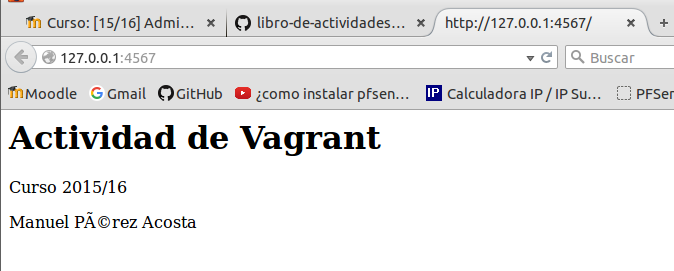 Curso: [15/16] Admi...
libro-de-actividades...
http://127.0.0.1:4567/
127.0.0.1:4567
Buscar
Moodle
Gmail
GitHub
¿como instalar pfsen...
IP
Calculadora IP / IP Su...
PFSer
Actividad de Vagrant
Curso 2015/16
Manuel PÃ©rez Acosta